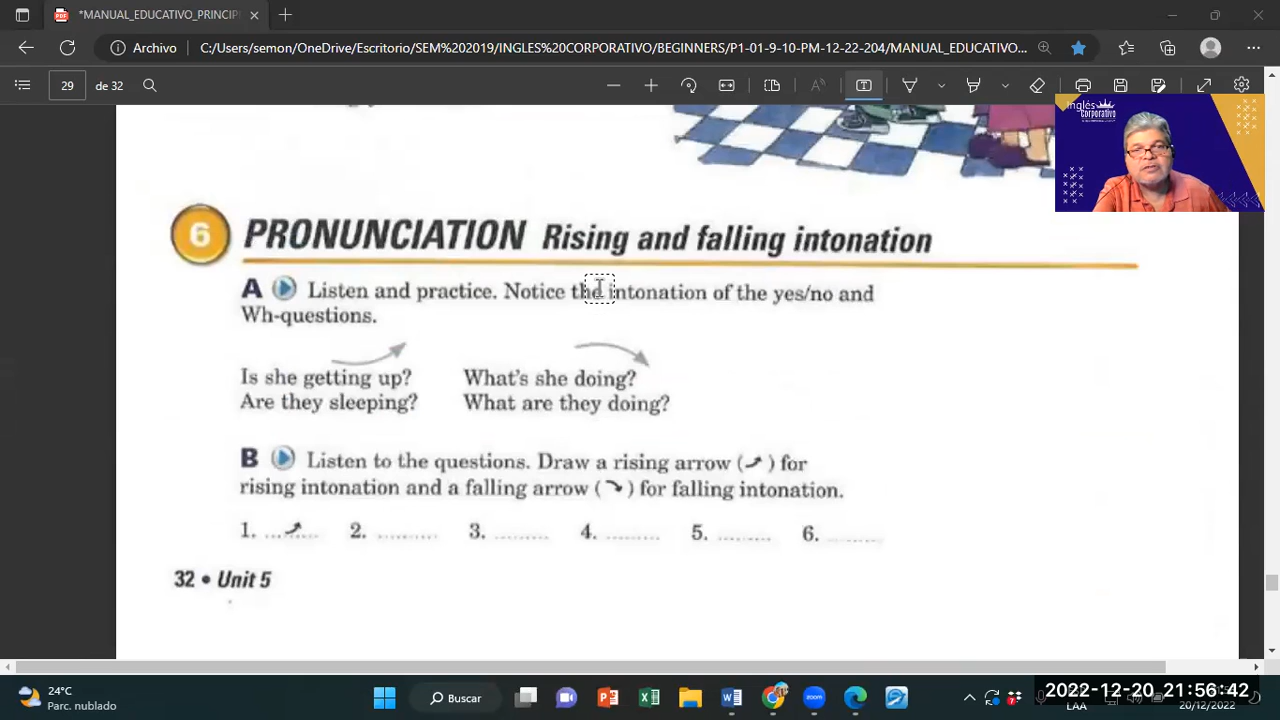 *MANUAL_EDUCATIVO_PRINCIP
Archivo
C:/Users/semon/OneDrive/Escritorio/SEM%202019/INGLES%20CORPORATIVO/BEGINNERS/P1-01-9-10-PM-12-22-204/MANUAL_EDUCATIVO...
29 de 32
Inglés
Corporativo
6 PRONUNCIATION Rising and falling intonation
A Listen and practice. Notice the intonation of the yes/no and
Wh-questions.
Is she getting up? What's she doing?
Are they sleeping? What are they doing?
B Listen to the questions. Draw a rising arrow ( ) for
rising intonation and a falling arrow ( ) for falling intonation.
1. 2. 3. 4. 5. 6.
32 • Unit 5
24°C
Parc. nublado
Buscar
2022-12-20 21:56:42
LAA
20/12/2022